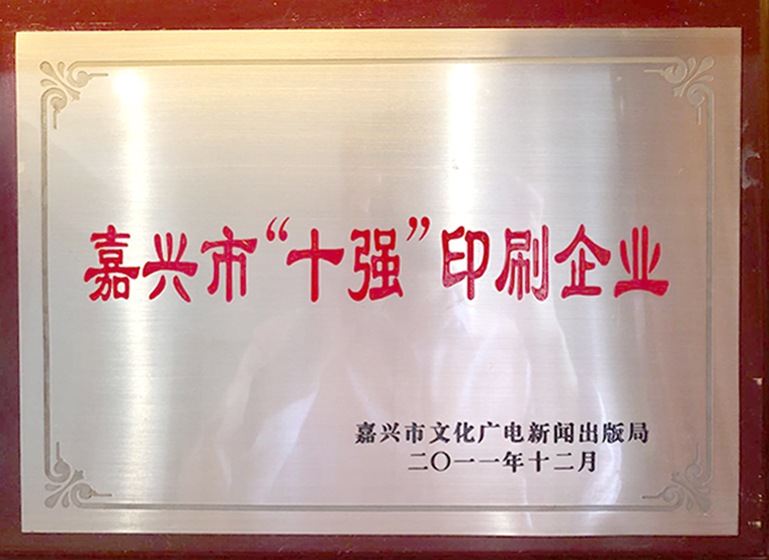 嘉兴市“十强”印刷企业
嘉兴市文化广电新闻出版局
二〇一一年十二月